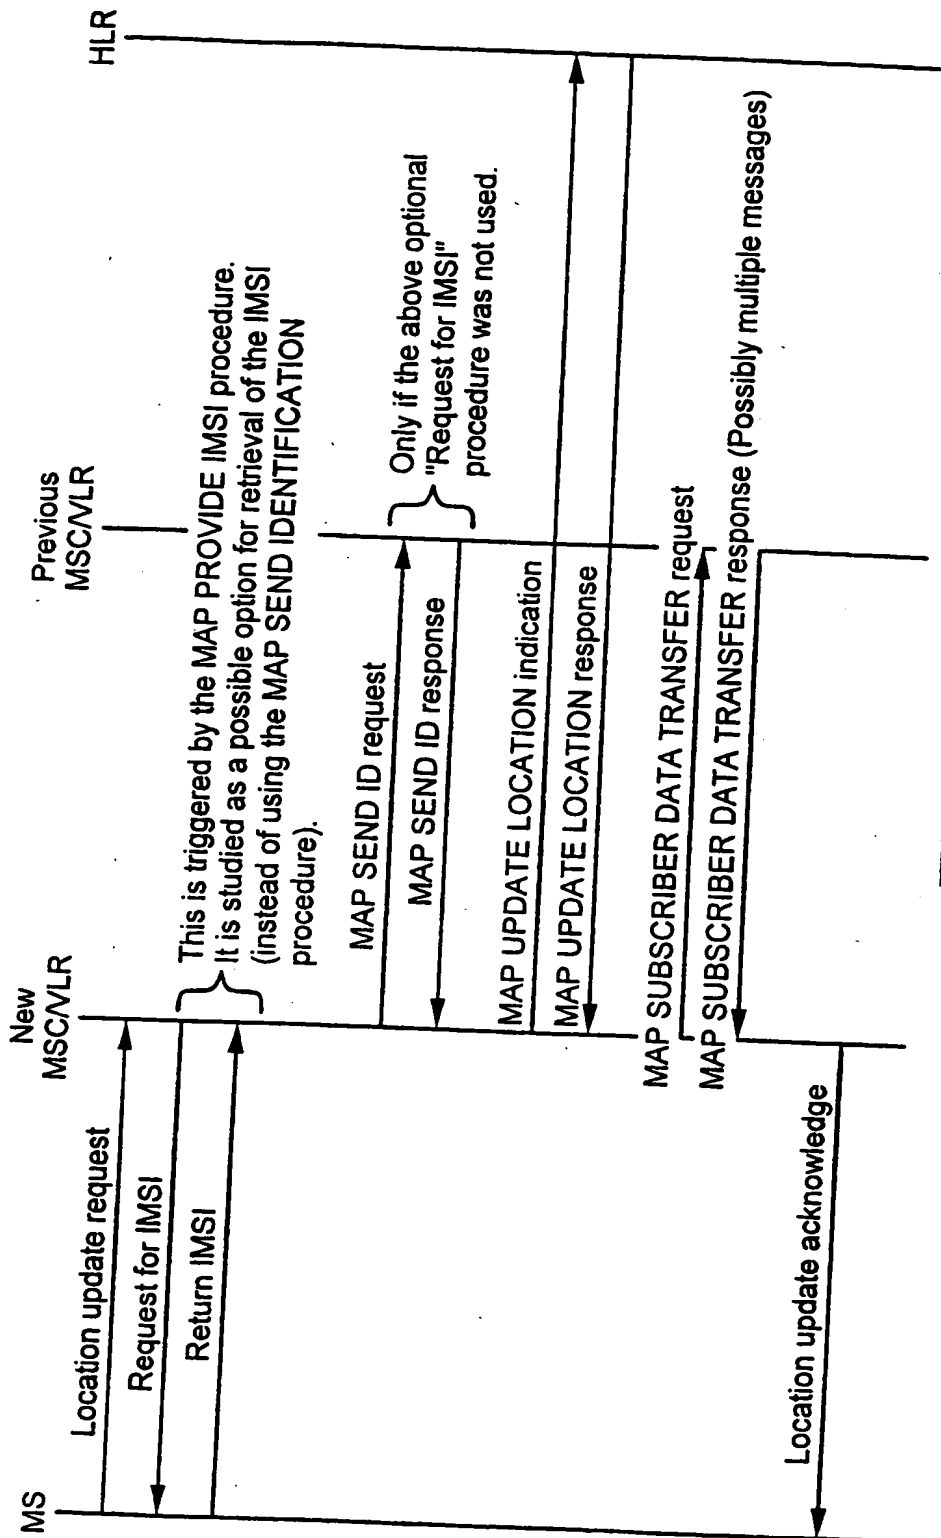 MS
New
MSC/VLR
Previous
MSC/VLR
HLR
Location update request
Request for IMSI
Return IMSI
This is triggered by the MAP PROVIDE IMSI procedure.
It is studied as a possible option for retrieval of the IMSI
(instead of using the MAP SEND IDENTIFICATION
procedure).
MAP SEND ID request
MAP SEND ID response
Only if the above optional
"Request for IMSI"
procedure was not used.
MAP UPDATE LOCATION indication
MAP UPDATE LOCATION response
MAP SUBSCRIBER DATA TRANSFER request
MAP SUBSCRIBER DATA TRANSFER response (Possibly multiple messages)
Location update acknowledge